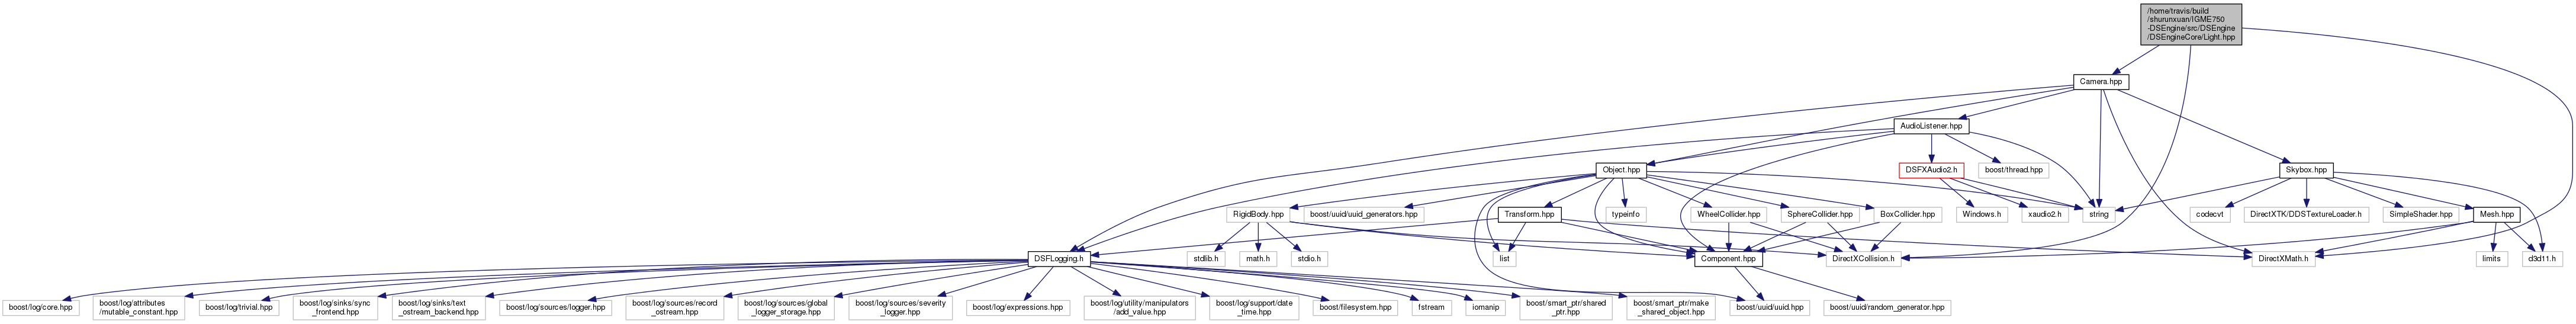 /home/travis/build
/shurunxuan/IGME750
-DSEngine/src/DSEngine
/DSEngineCore/Light.hpp
Camera.hpp
AudioListener.hpp
Object.hpp
DSFXAudio2.h
boost/thread.hpp
Skybox.hpp
RigidBody.hpp
boost/uuid/uuid_generators.hpp
Transform.hpp
typeinfo
WheelCollider.hpp
SphereCollider.hpp
BoxCollider.hpp
Windows.h
xaudio2.h
string
codecvt
DirectXTK/DDSTextureLoader.h
SimpleShader.hpp
Mesh.hpp
DSFLogging.h
stdlib.h
math.h
stdio.h
list
Component.hpp
DirectXCollision.h
DirectXMath.h
limits
d3d11.h
boost/log/core.hpp
boost/log/attributes
/mutable_constant.hpp
boost/log/trivial.hpp
boost/log/sinks/sync
_frontend.hpp
boost/log/sinks/text
_ostream_backend.hpp
boost/log/sources/logger.hpp
boost/log/sources/record
_ostream.hpp
boost/log/sources/global
_logger_storage.hpp
boost/log/sources/severity
_logger.hpp
boost/log/expressions.hpp
boost/log/utility/manipulators
/add_value.hpp
boost/log/support/date
_time.hpp
boost/filesystem.hpp
fstream
iomanip
boost/smart_ptr/shared
_ptr.hpp
boost/smart_ptr/make
_shared_object.hpp
boost/uuid/uuid.hpp
boost/uuid/random_generator.hpp